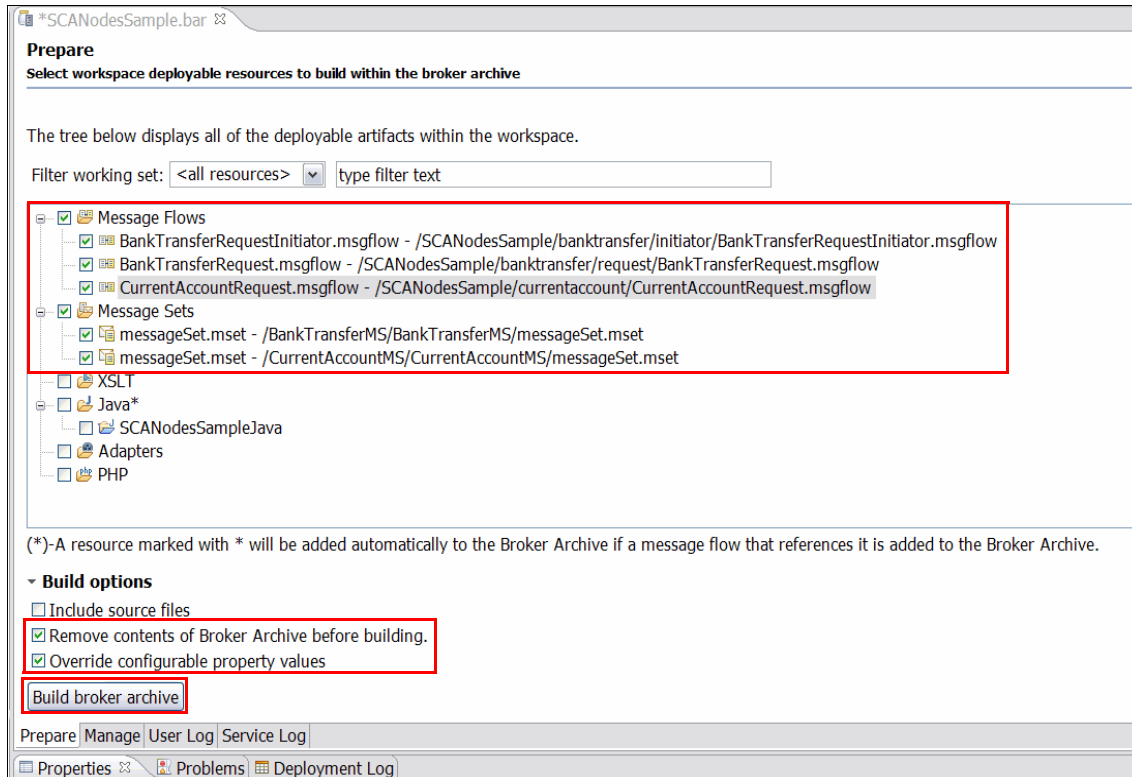 *SCANodesSample.bar
Prepare
Select workspace deployable resources to build within the broker archive
The tree below displays all of the deployable artifacts within the workspace.
Filter working set: <all resources> type filter text
Message Flows
BankTransferRequestInitiator.msgflow - /SCANodesSample/banktransfer/initiator/BankTransferRequestInitiator.msgflow
BankTransferRequest.msgflow - /SCANodesSample/banktransfer/request/BankTransferRequest.msgflow
CurrentAccountRequest.msgflow - /SCANodesSample/currentaccount/CurrentAccountRequest.msgflow
Message Sets
messageSet.mset - /BankTransferMS/BankTransferMS/messageSet.mset
messageSet.mset - /CurrentAccountMS/CurrentAccountMS/messageSet.mset
XSLT
Java*
SCANodesSampleJava
Adapters
PHP
(*)-A resource marked with * will be added automatically to the Broker Archive if a message flow that references it is added to the Broker Archive.
Build options
Include source files
Remove contents of Broker Archive before building.
Override configurable property values
Build broker archive
Prepare Manage User Log Service Log
Properties Problems Deployment Log